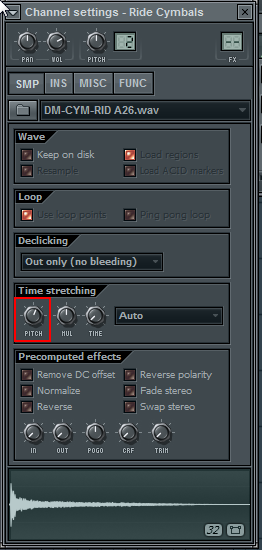 Channel settings - Ride Cymbals
PAN VOL PITCH 2 -- FX
SMP INS MISC FUNC
DM-CYM-RID A26.wav
Wave
Keep on disk Load regions
Resample Load ACID markers
Loop
Use loop points Ping pong loop
Declicking
Out only (no bleeding)
Time stretching
PITCH MUL TIME Auto
Precomputed effects
Remove DC offset Reverse polarity
Normalize Fade stereo
Reverse Swap stereo
IN OUT POGO CRF TRIM
32